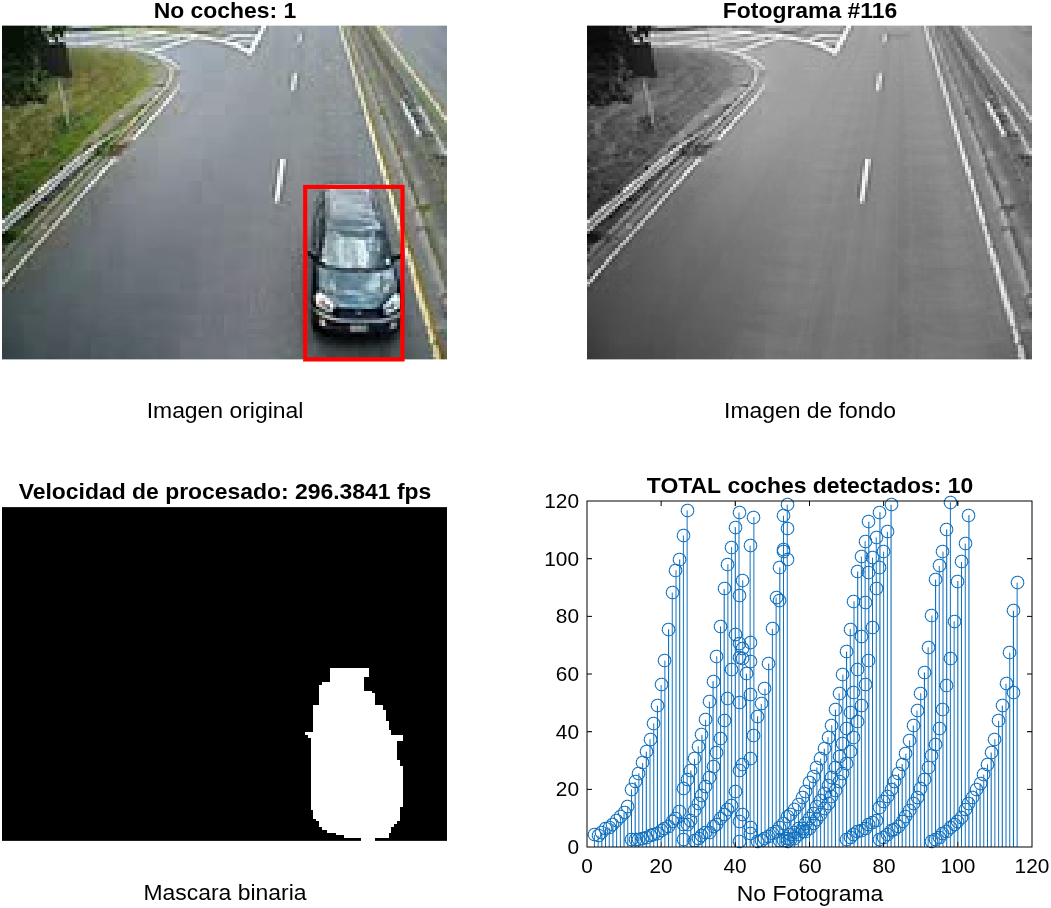 No coches: 1
Fotograma #116
Imagen original
Imagen de fondo
Velocidad de procesado: 296.3841 fps
Mascara binaria
TOTAL coches detectados: 10
120
100
80
60
40
20
0
0 20 40 60 80 100 120
No Fotograma